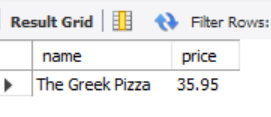 Result Grid Filter Rows:
name price
The Greek Pizza 35.95